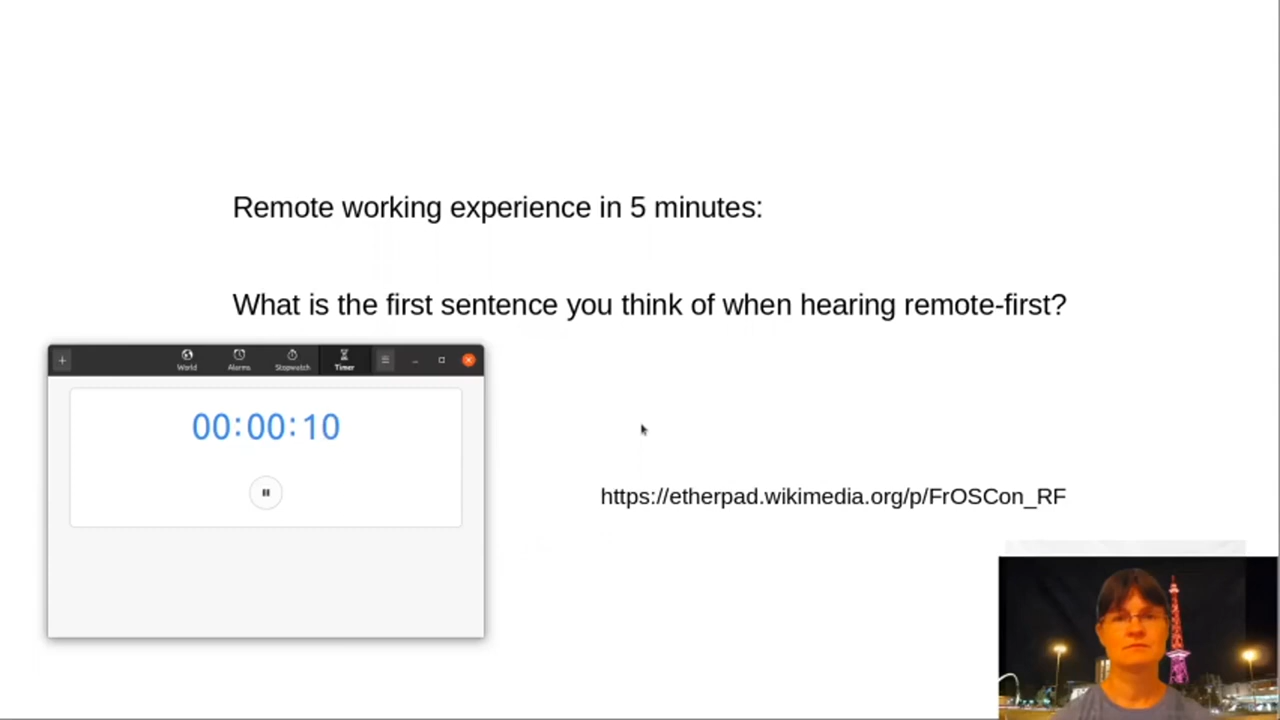 Remote working experience in 5 minutes:
What is the first sentence you think of when hearing remote-first?
World Alarms Stopwatch Timer
00:00:10
https://etherpad.wikimedia.org/p/FrOSCon_RF